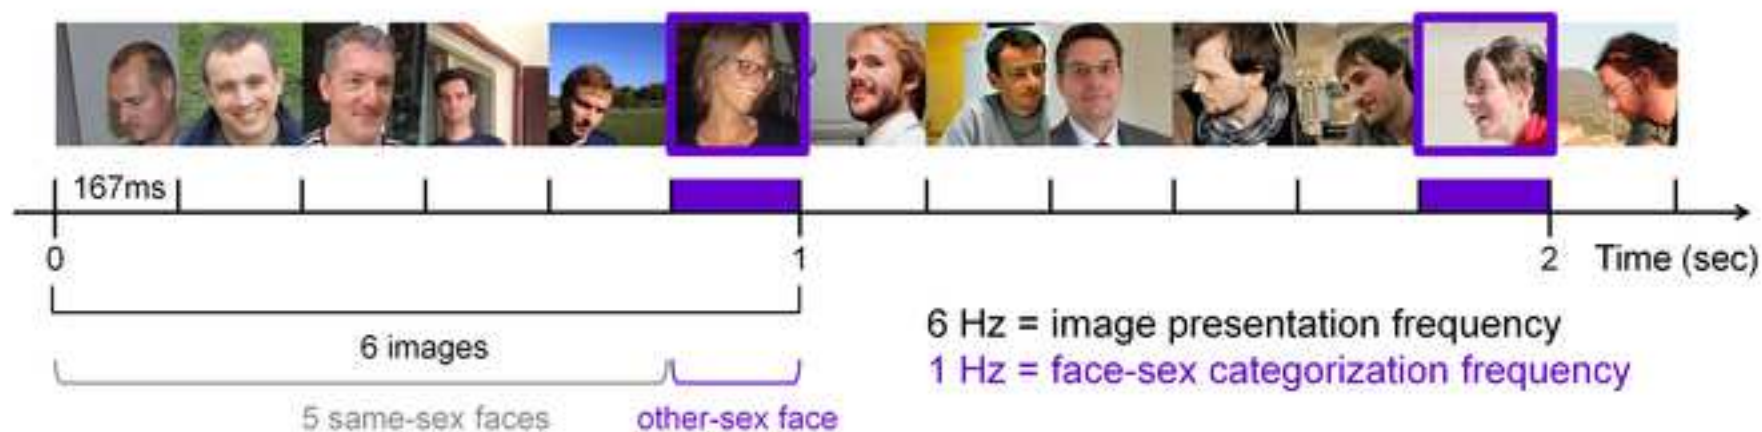 167ms
0
1
2
Time (sec)
6 images
6 Hz = image presentation frequency
1 Hz = face-sex categorization frequency
5 same-sex faces
other-sex face